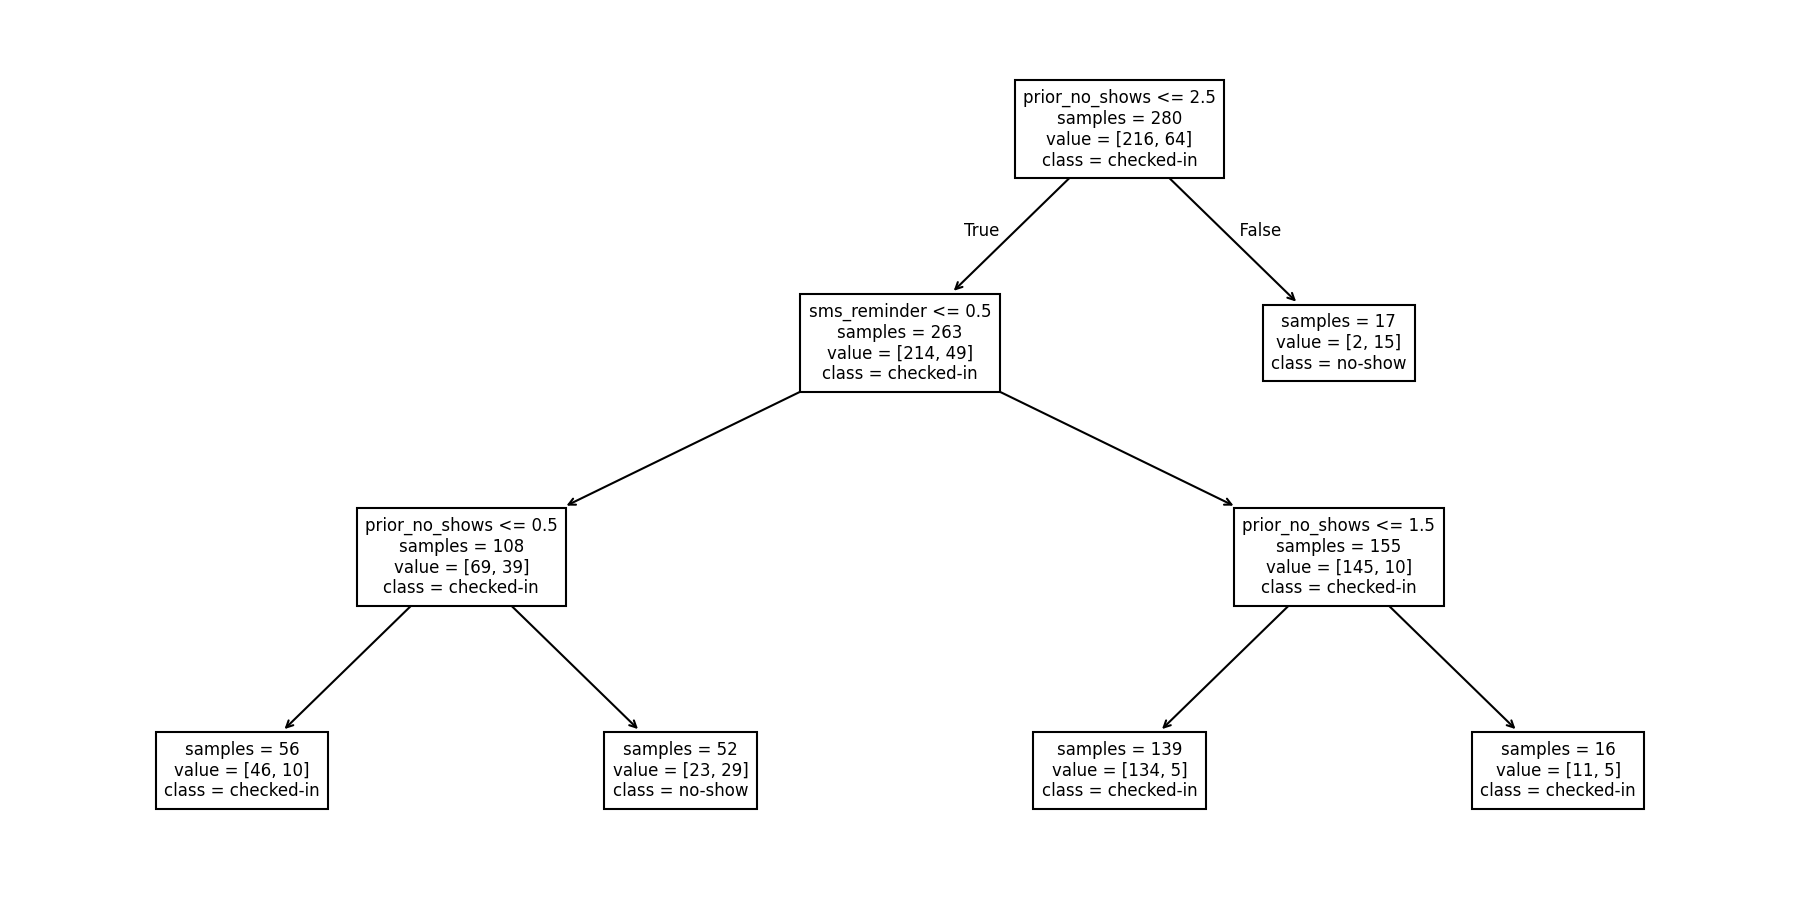 prior_no_shows <= 2.5
samples = 280
value = [216, 64]
class = checked-in
True
False
sms_reminder <= 0.5
samples = 263
value = [214, 49]
class = checked-in
samples = 17
value = [2, 15]
class = no-show
prior_no_shows <= 0.5
samples = 108
value = [69, 39]
class = checked-in
prior_no_shows <= 1.5
samples = 155
value = [145, 10]
class = checked-in
samples = 56
value = [46, 10]
class = checked-in
samples = 52
value = [23, 29]
class = no-show
samples = 139
value = [134, 5]
class = checked-in
samples = 16
value = [11, 5]
class = checked-in